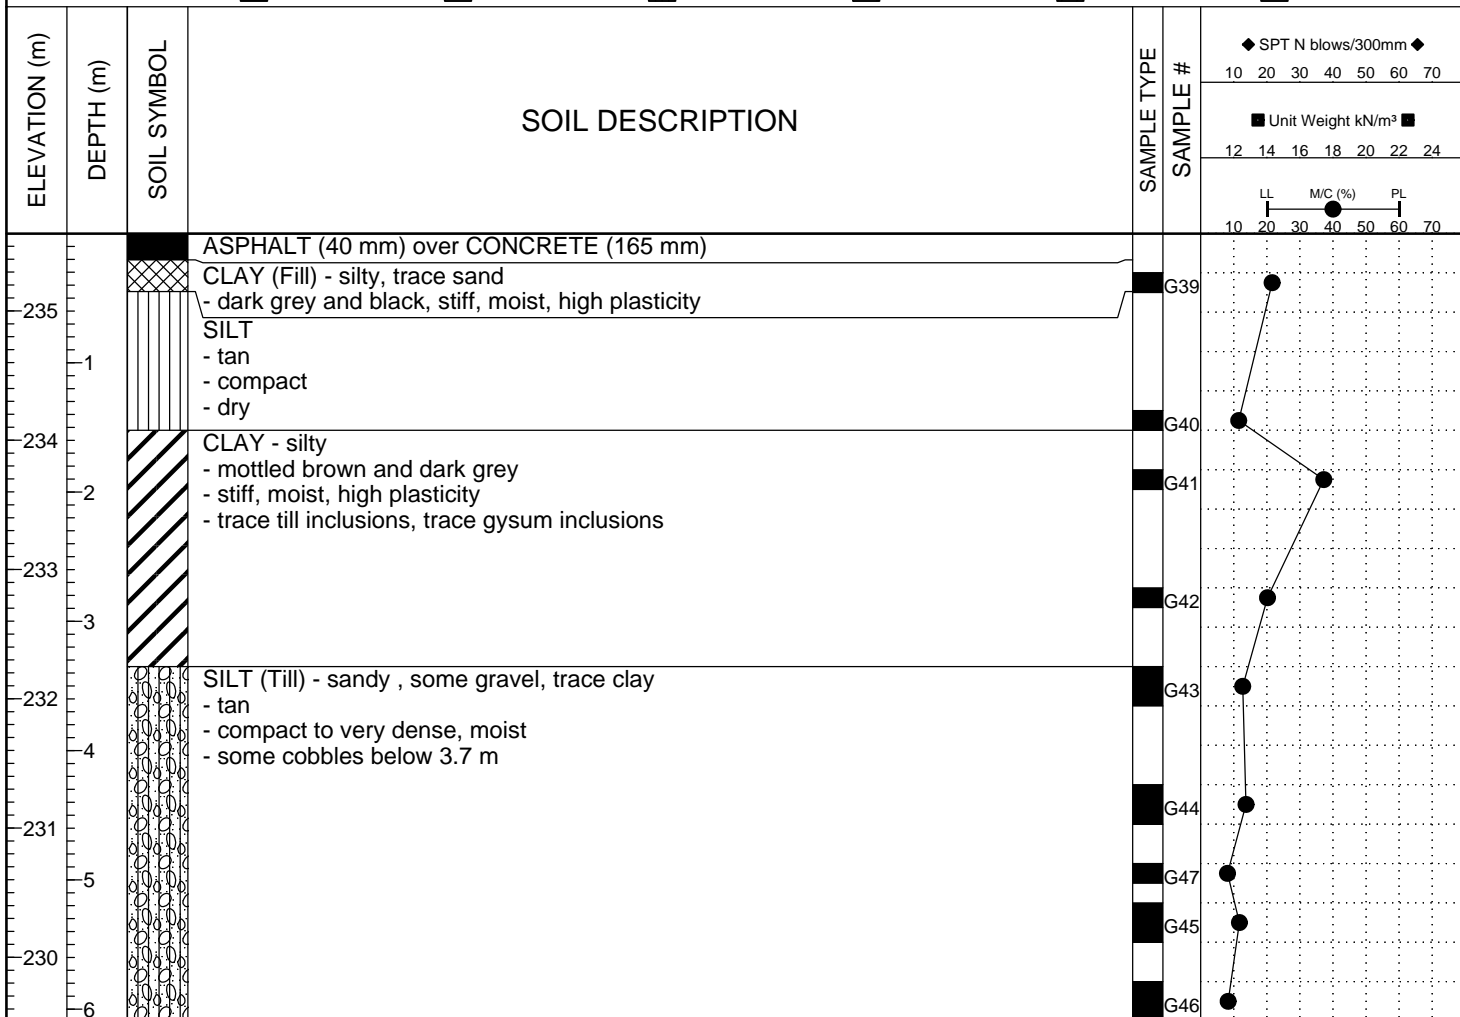 ELEVATION (m)
DEPTH (m)
SOIL SYMBOL
SOIL DESCRIPTION
SAMPLE TYPE
SAMPLE #
SPT N blows/300mm
10 20 30 40 50 60 70
Unit Weight kN/m³
12 14 16 18 20 22 24
LL M/C (%) PL
10 20 30 40 50 60 70
ASPHALT (40 mm) over CONCRETE (165 mm)
CLAY (Fill) - silty, trace sand
- dark grey and black, stiff, moist, high plasticity
G39
235
SILT
- tan
1
- compact
- dry
G40
234
CLAY - silty
- mottled brown and dark grey
G41
2
- stiff, moist, high plasticity
- trace till inclusions, trace gysum inclusions
233
G42
3
SILT (Till) - sandy , some gravel, trace clay
G43
232
- tan
- compact to very dense, moist
4
- some cobbles below 3.7 m
G44
231
G47
5
G45
230
G46
6